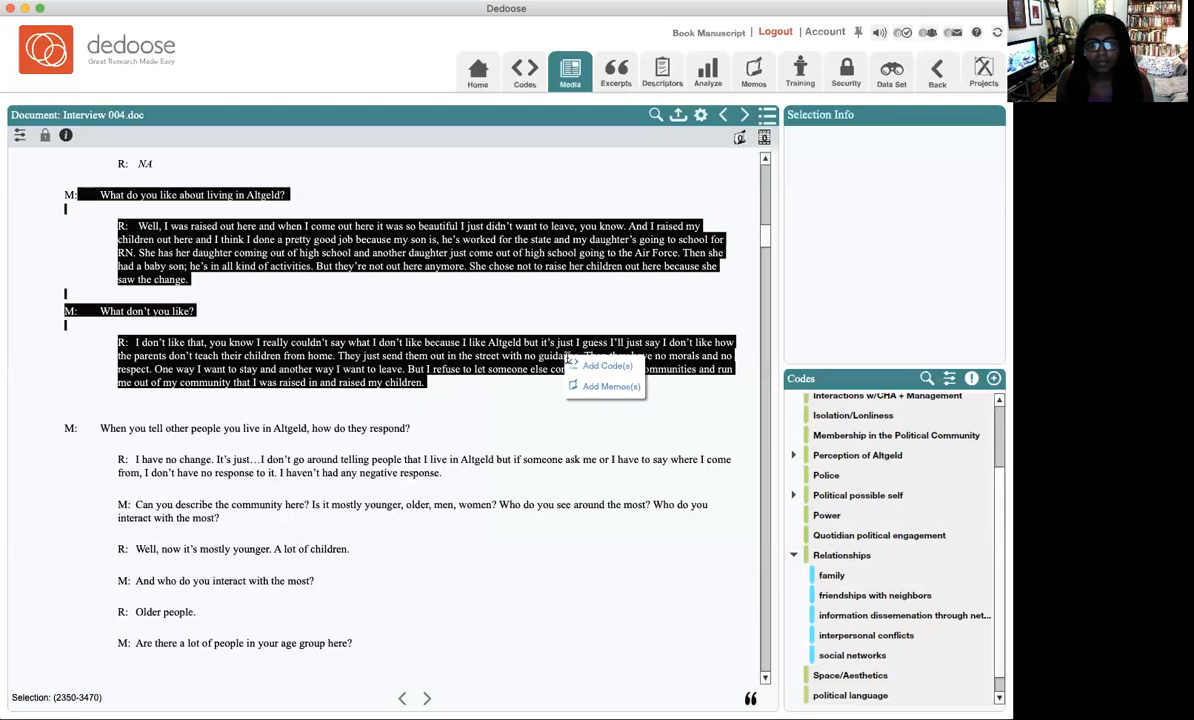 Dedoose
dedoose
Great Research Made Easy
Book Manuscript | Logout | Account
Home
Codes
Media
Excerpts
Descriptors
Analyze
Memos
Training
Security
Data Set
Back
Projects
Document: Interview 004.doc
R: NA
M: What do you like about living in Altgeld?
R: Well, I was raised out here and when I come out here it was so beautiful I just didn't want to leave, you know. And I raised my
children out here and I think I done a pretty good job because my son is, he's worked for the state and my daughter's going to school for
RN. She has her daughter coming out of high school and another daughter just come out of high school going to the Air Force. Then she
had a baby son; he's in all kind of activities. But they're not out here anymore. She chose not to raise her children out here because she
saw the change.
M: What don't you like?
R: I don't like that, you know I really couldn't say what I don't like because I like Altgeld but it's just I guess I'll just say I don't like how
the parents don't teach their children from home. They just send them out in the street with no have no morals and no
respect. One way I want to stay and another way I want to leave. But I refuse to let someone else communities and run
me out of my community that I was raised in and raised my children.
Add Code(s)
Add Memos(s)
M: When you tell other people you live in Altgeld, how do they respond?
R: I have no change. It's just…I don't go around telling people that I live in Altgeld but if someone ask me or I have to say where I come
from, I don't have no response to it. I haven't had any negative response.
M: Can you describe the community here? Is it mostly younger, older, men, women? Who do you see around the most? Who do you
interact with the most?
R: Well, now it's mostly younger. A lot of children.
M: And who do you interact with the most?
R: Older people.
M: Are there a lot of people in your age group here?
Selection: (2350-3470)
Selection Info
Codes
Interactions w/CHA + Management
Isolation/Lonliness
Membership in the Political Community
Perception of Altgeld
Police
Political possible self
Power
Quotidian political engagement
Relationships
family
friendships with neighbors
information dissemenation through net...
interpersonal conflicts
social networks
Space/Aesthetics
political language